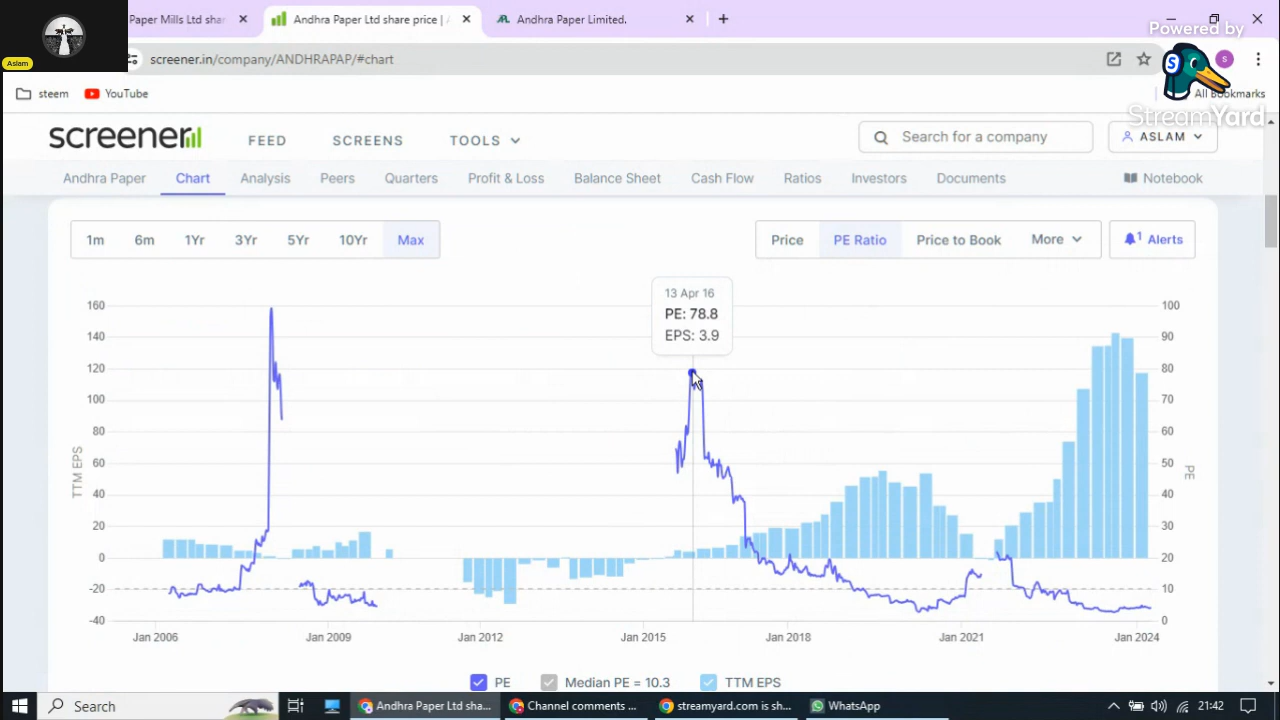 Paper Mills Ltd shar
Andhra Paper Ltd share price |
Andhra Paper Limited.
Powered by
Aslam
screener.in/company/ANDHRAPAP/#chart
S
S
steem
YouTube
All Bookmarks
StreamYard
screener
FEED
SCREENS
TOOLS
Search for a company
ASLAM
Andhra Paper
Chart
Analysis
Peers
Quarters
Profit & Loss
Balance Sheet
Cash Flow
Ratios
Investors
Documents
Notebook
1m
6m
1Yr
3Yr
5Yr
10Yr
Max
Price
PE Ratio
Price to Book
More
1
Alerts
13 Apr 16
PE: 78.8
EPS: 3.9
160
140
120
100
80
60
40
20
0
-20
-40
TTM EPS
100
90
80
70
60
50
40
30
20
10
0
PE
Jan 2006
Jan 2009
Jan 2012
Jan 2015
Jan 2018
Jan 2021
Jan 2024
PE
Median PE = 10.3
TTM EPS
Search
Andhra Paper Ltd sha...
Channel comments ...
streamyard.com is sh...
WhatsApp
21:42